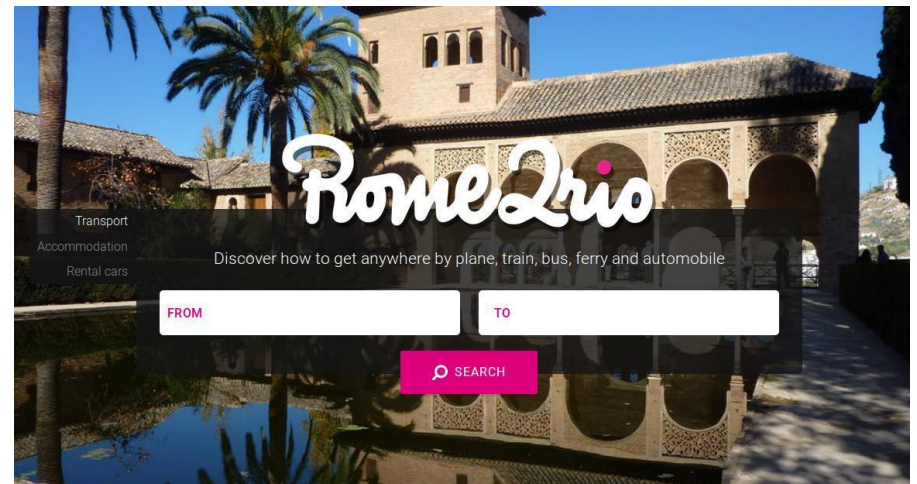 Rome2rio
Transport
Accommodation
Rental cars
Discover how to get anywhere by plane, train, bus, ferry and automobile
FROM
TO
SEARCH